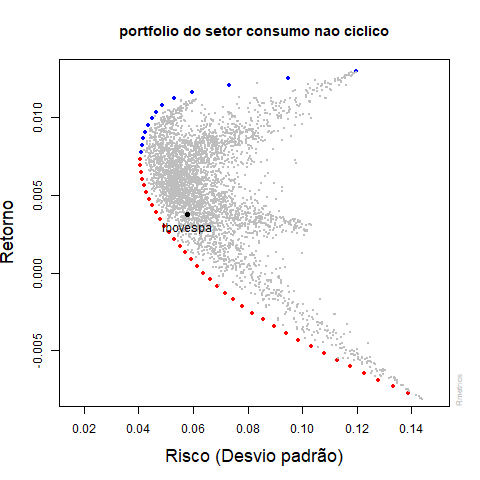 portfolio do setor consumo nao ciclico
Retorno
0.010
0.005
0.000
-0.005
Ibovespa
Rmetrics
0.02 0.04 0.06 0.08 0.10 0.12 0.14
Risco (Desvio padrão)